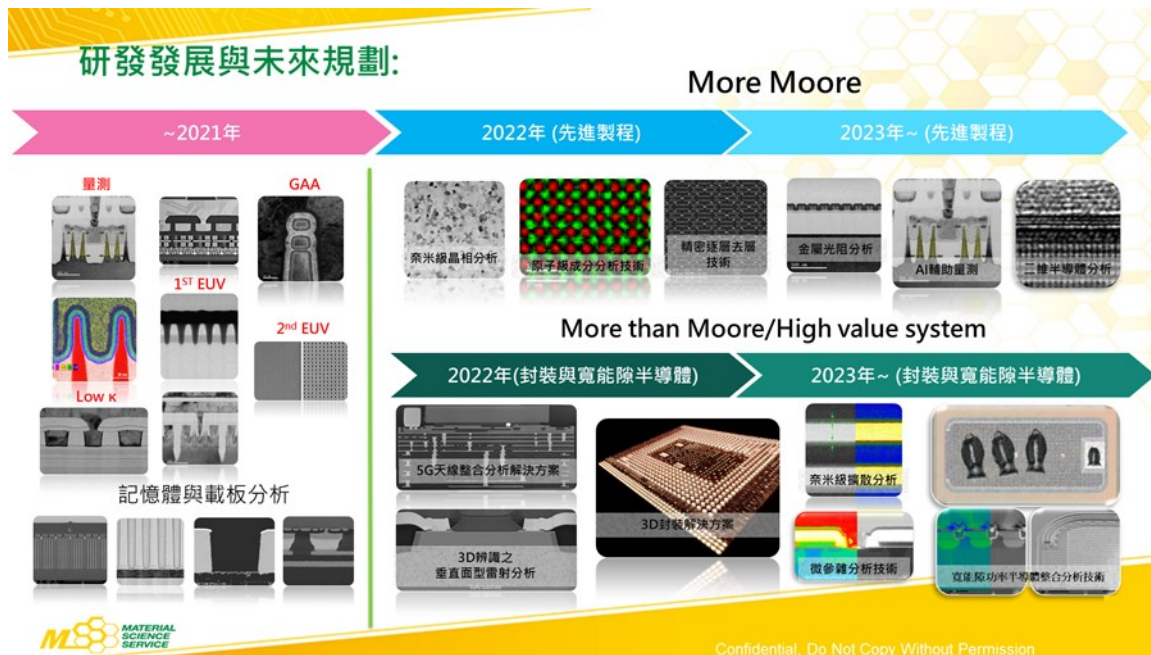 研發發展與未來規劃:
More Moore
~2021年
2022年 (先進製程)
2023年~ (先進製程)
量測
GAA
1ST EUV
2nd EUV
Low κ
記憶體與載板分析
奈米級晶相分析
原子級成分分析技術
精密逐層去層
技術
金屬光阻分析
AI輔助量測
二維半導體分析
More than Moore/High value system
2022年(封裝與寬能隙半導體)
2023年~ (封裝與寬能隙半導體)
5G天線整合分析解決方案
3D辨識之
垂直面型雷射分析
3D封裝解決方案
奈米級擴散分析
微參雜分析技術
寬能隙功率半導體整合分析技術
MATERIAL
SCIENCE
SERVICE
Confidential. Do Not Copy Without Permission